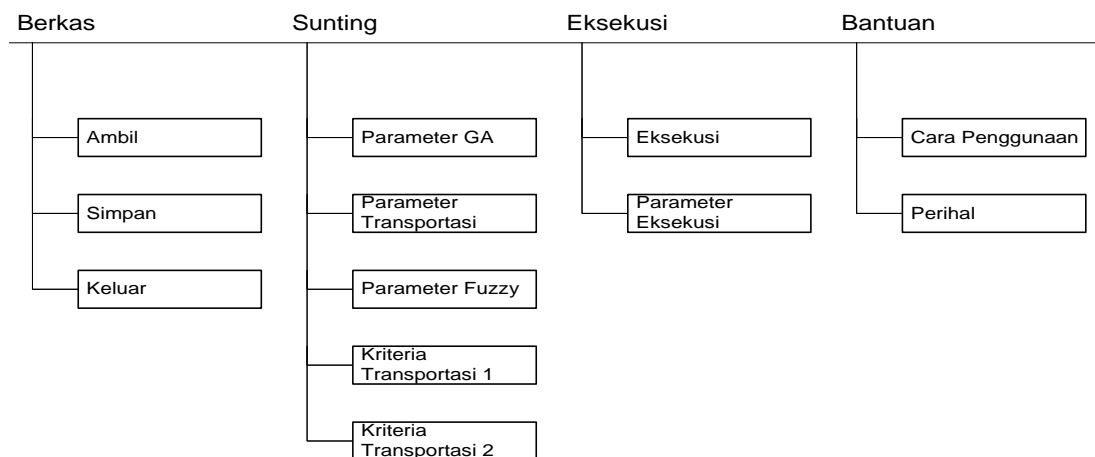 Berkas
Sunting
Eksekusi
Bantuan
Ambil
Simpan
Keluar
Parameter GA
Parameter
Transportasi
Parameter Fuzzy
Kriteria
Transportasi 1
Kriteria
Transportasi 2
Eksekusi
Parameter
Eksekusi
Cara Penggunaan
Perihal